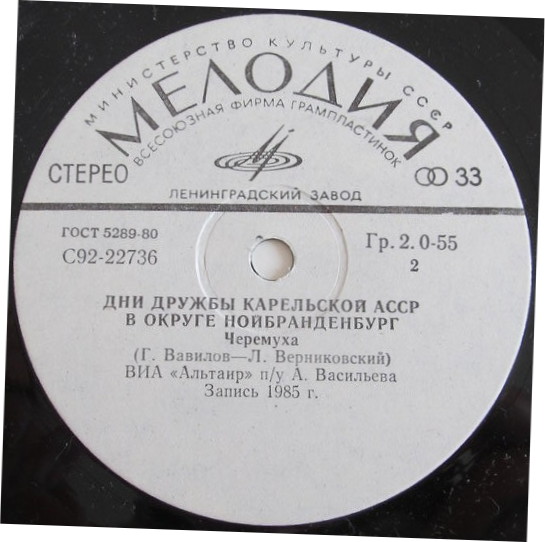 МИНИСТЕРСТВО КУЛЬТУРЫ СССР
МЕЛОДИЯ
ВСЕСОЮЗНАЯ ФИРМА ГРАМПЛАСТИНОК
СТЕРЕО
33
ЛЕНИНГРАДСКИЙ ЗАВОД
ГОСТ 5289-80
Гр. 2. 0-55
С92-22736
2
ДНИ ДРУЖБЫ КАРЕЛЬСКОЙ АССР
В ОКРУГЕ НОЙБРАНДЕНБУРГ
Черемуха
(Г. Вавилов—Л. Верниковский)
ВИА «Альтаир» п/у А. Васильева
Запись 1985 г.